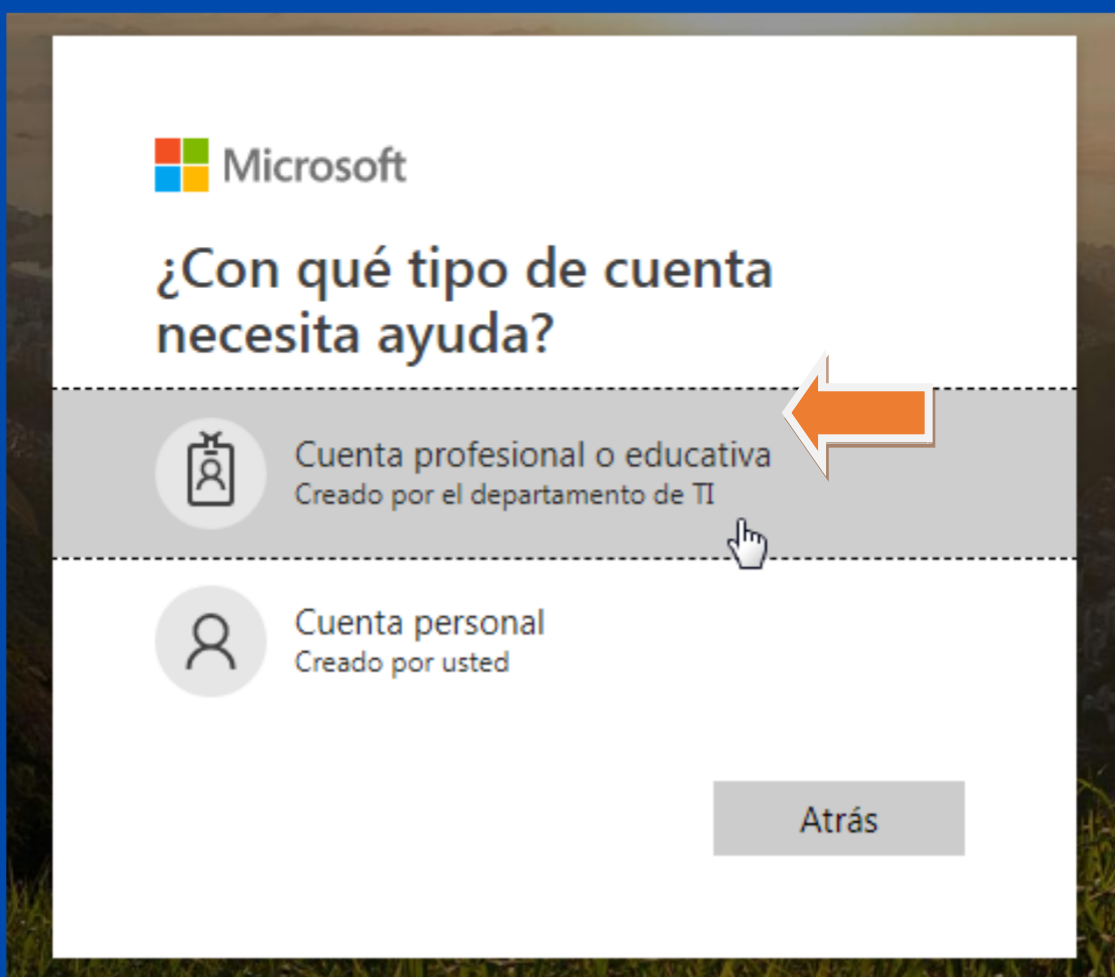 Microsoft
¿Con qué tipo de cuenta
necesita ayuda?
Cuenta profesional o educativa
Creado por el departamento de TI
Cuenta personal
Creado por usted
Atrás